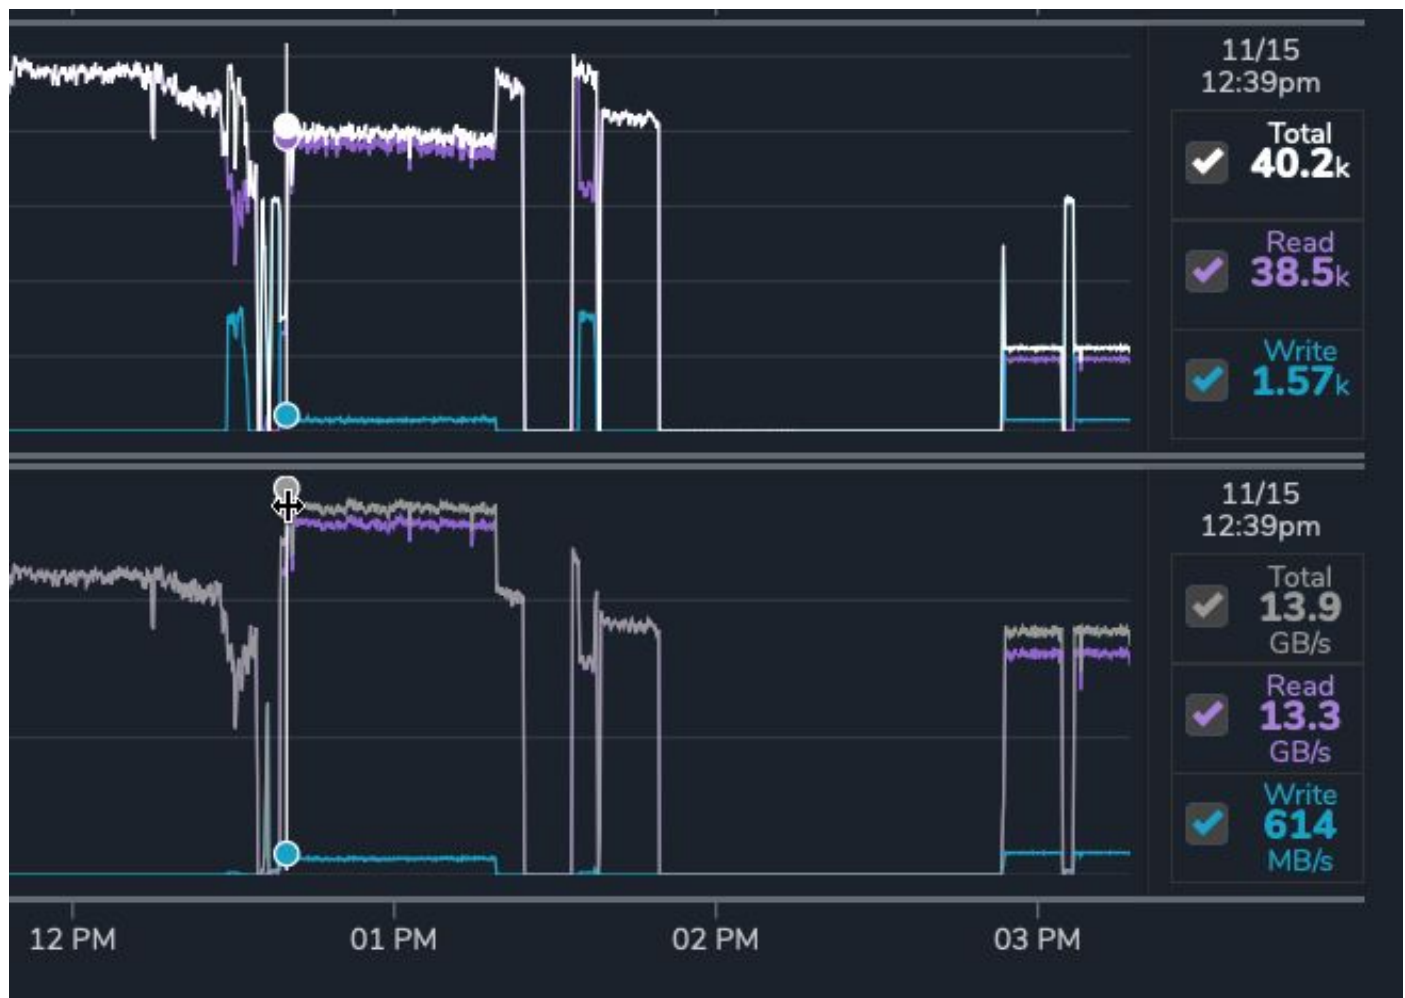 11/15
12:39pm
Total
40.2k
Read
38.5k
Write
1.57k
11/15
12:39pm
Total
13.9
GB/s
Read
13.3
GB/s
Write
614
MB/s
12 PM 01 PM 02 PM 03 PM